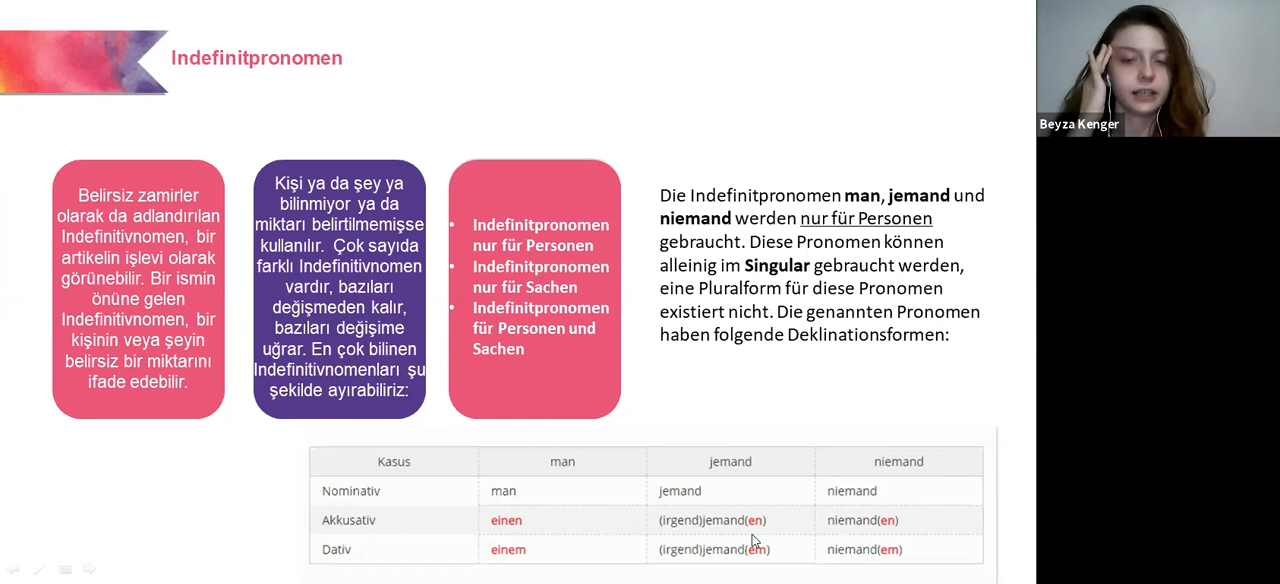 Indefinitpronomen
Beyza Kenger
Belirsiz zamirler
olarak da adlandırılan
Indefinitivnomen, bir
artikelin işlevi olarak
görünebilir. Bir ismin
önüne gelen
Indefinitivnomen, bir
kişinin veya şeyin
belirsiz bir miktarını
ifade edebilir.
Kişi ya da şey ya
bilinmiyor ya da
miktarı belirtilmemişse
kullanılır. Çok sayıda
farklı Indefinitivnomen
vardır, bazıları
değişmeden kalır,
bazıları değişime
uğrar. En çok bilinen
Indefinitivnomenları şu
şekilde ayırabiliriz:
• Indefinitpronomen
nur für Personen
• Indefinitpronomen
nur für Sachen
• Indefinitpronomen
für Personen und
Sachen
Die Indefinitpronomen man, jemand und
niemand werden nur für Personen
gebraucht. Diese Pronomen können
alleinig im Singular gebraucht werden,
eine Pluralform für diese Pronomen
existiert nicht. Die genannten Pronomen
haben folgende Deklinationsformen:
Kasus man jemand niemand
Nominativ man jemand niemand
Akkusativ einen (irgend)jemand(en) niemand(en)
Dativ einem (irgend)jemand(em) niemand(em)